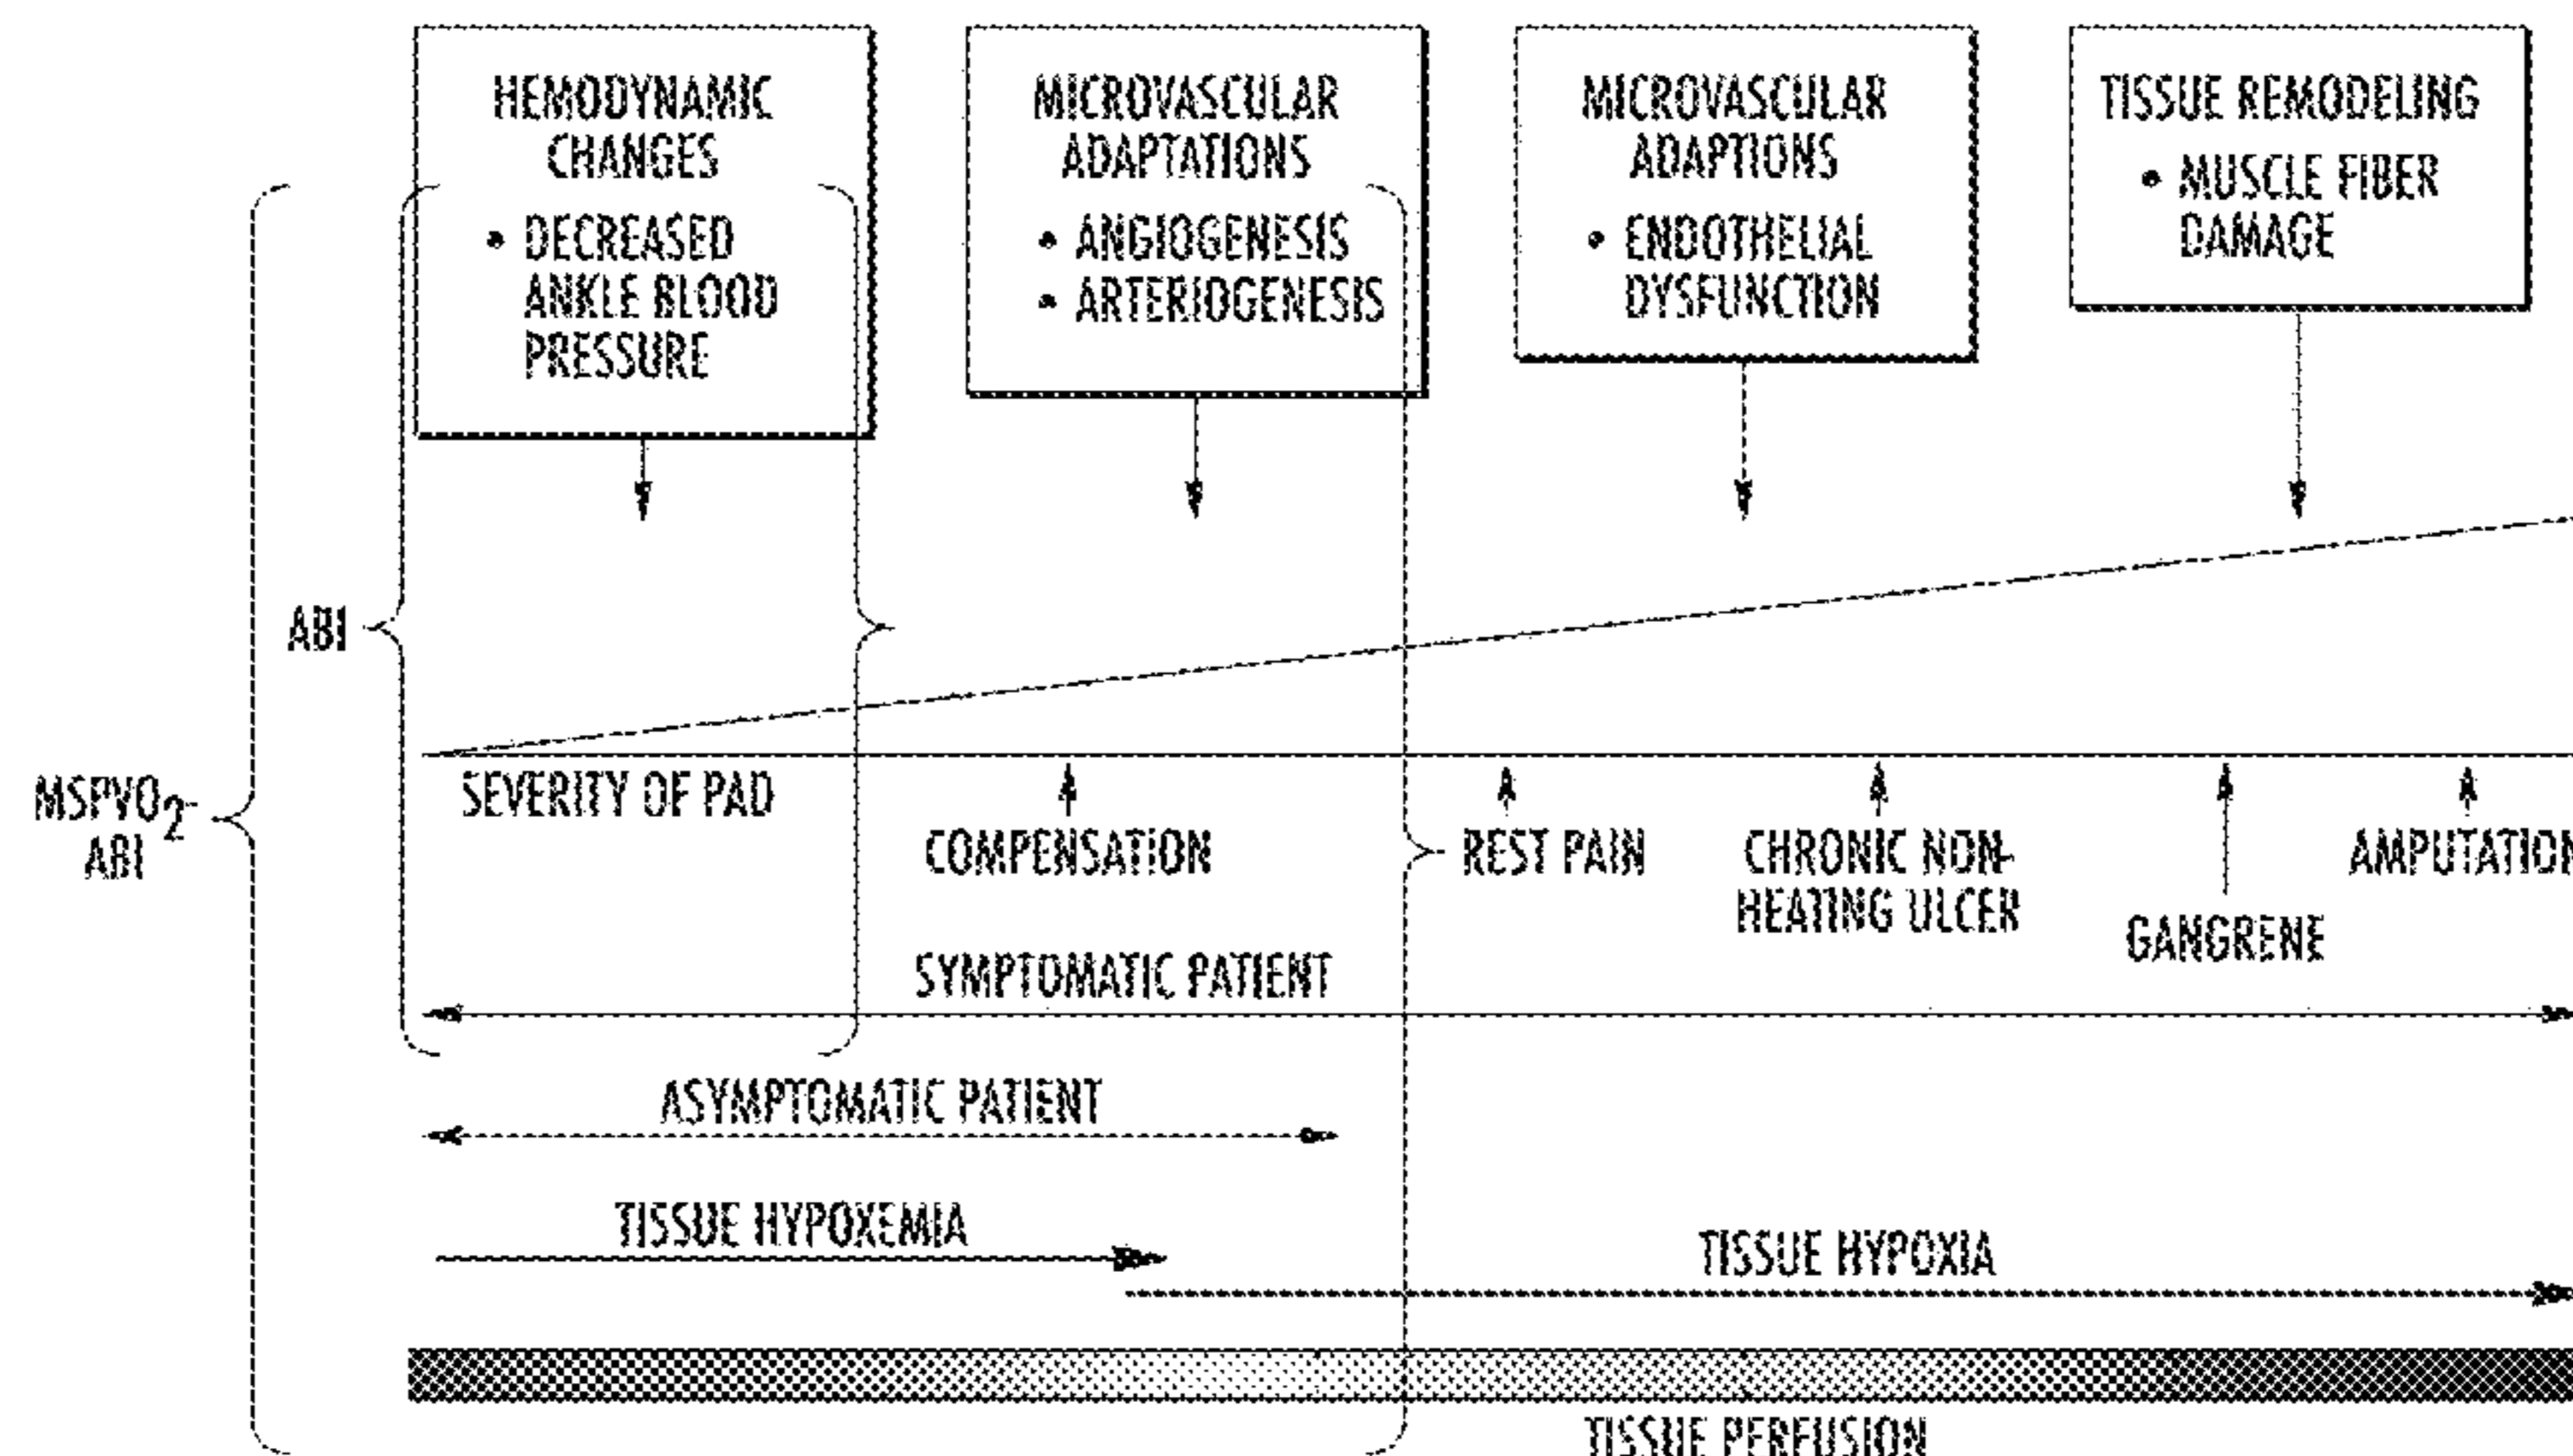 HEMODYNAMIC
CHANGES
• DECREASED
ANKLE BLOOD
PRESSURE
MICROVASCULAR
ADAPTATIONS
• ANGIOGENESIS
• ARTERIOGENESIS
MICROVASCULAR
ADAPTIONS
• ENDOTHELIAL
DYSFUNCTION
TISSUE REMODELING
• MUSCLE FIBER
DAMAGE
ABI
MSPVO2-
ABI
SEVERITY OF PAD
COMPENSATION
REST PAIN
CHRONIC NON-
HEATING ULCER
GANGRENE
AMPUTATION
SYMPTOMATIC PATIENT
ASYMPTOMATIC PATIENT
TISSUE HYPOXEMIA
TISSUE HYPOXIA
TISSUE PERFUSION